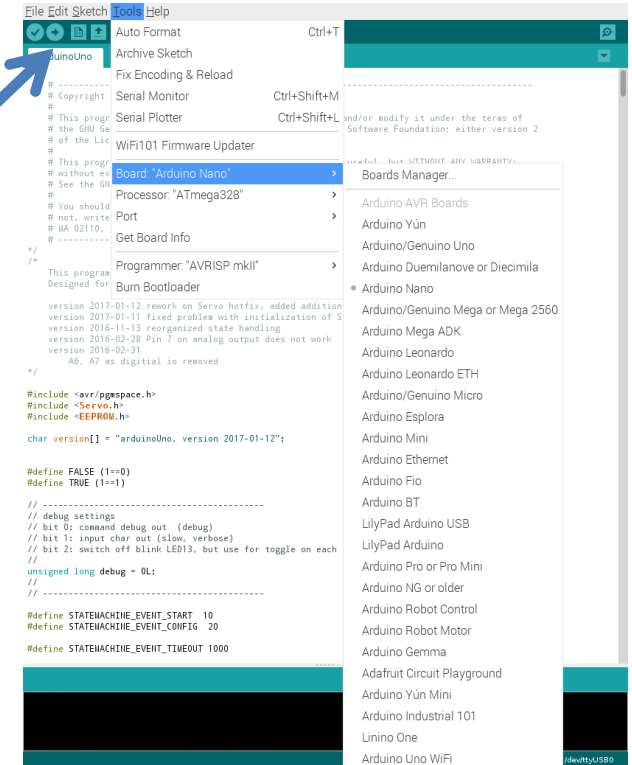 File Edit Sketch Tools Help
duinoUno
Auto Format Ctrl+T
Archive Sketch
Fix Encoding & Reload
Serial Monitor Ctrl+Shift+M
Serial Plotter Ctrl+Shift+L
WiFi101 Firmware Updater
Board: "Arduino Nano" >
Processor: "ATmega328" >
Port >
Get Board Info
Programmer: "AVRISP mkII" >
Burn Bootloader
Boards Manager...
Arduino AVR Boards
Arduino Yún
Arduino/Genuino Uno
Arduino Duemilanove or Diecimila
Arduino Nano
Arduino/Genuino Mega or Mega 2560
Arduino Mega ADK
Arduino Leonardo
Arduino Leonardo ETH
Arduino/Genuino Micro
Arduino Esplora
Arduino Mini
Arduino Ethernet
Arduino Fio
Arduino BT
LilyPad Arduino USB
LilyPad Arduino
Arduino Pro or Pro Mini
Arduino NG or older
Arduino Robot Control
Arduino Robot Motor
Arduino Gemma
Adafruit Circuit Playground
Arduino Yún Mini
Arduino Industrial 101
Linino One
Arduino Uno WiFi
# ----------
# Copyright
#
# This progr and/or modify it under the terms of
# the GNU Ge Software Foundation; either version 2
# of the Lic
#
# This progr useful, but WITHOUT ANY WARRANTY;
# without ev
# See the GN
#
# You should
# not, write
# MA 02110,
# ----------
*/
/*
This program
Designed for
version 2017-01-12 rework on Servo hotfix, added addition
version 2017-01-11 fixed problem with initialization of S
version 2016-11-13 reorganized state handling
version 2016-02-28 Pin 7 on analog output does not work
version 2016-02-31
A6, A7 as digitial io removed
*/
#include <avr/pgmspace.h>
#include <Servo.h>
#include <EEPROM.h>
char version[] = "arduinoUno, version 2017-01-12";
#define FALSE (1==0)
#define TRUE (1==1)
// ----------------------------------------
// debug settings
// bit 0: command debug out (debug)
// bit 1: input char out (slow, verbose)
// bit 2: switch off blink LED13, but use for toggle on each
//
unsigned long debug = 0L;
//
// ----------------------------------------
#define STATEMACHINE_EVENT_START 10
#define STATEMACHINE_EVENT_CONFIG 20
#define STATEMACHINE_EVENT_TIMEOUT 1000
/dev/ttyUSB0